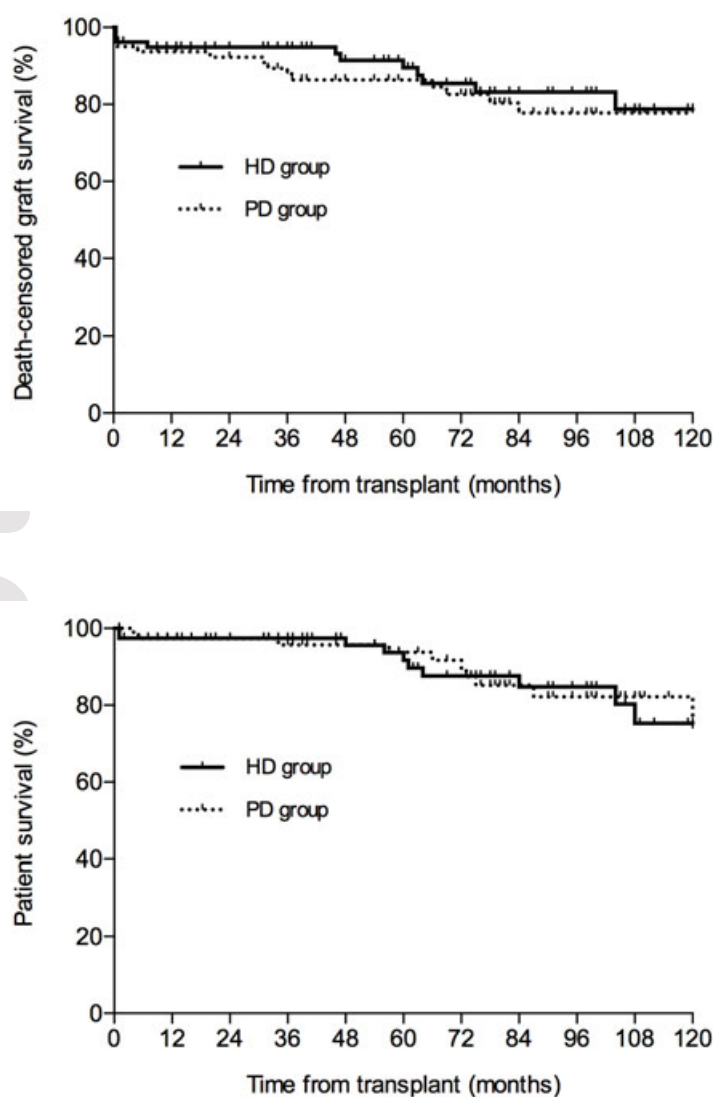 Death-censored graft survival (%)
100
80
60
40
20
0
HD group
PD group
0 12 24 36 48 60 72 84 96 108 120
Time from transplant (months)
Patient survival (%)
100
80
60
40
20
0
HD group
PD group
0 12 24 36 48 60 72 84 96 108 120
Time from transplant (months)